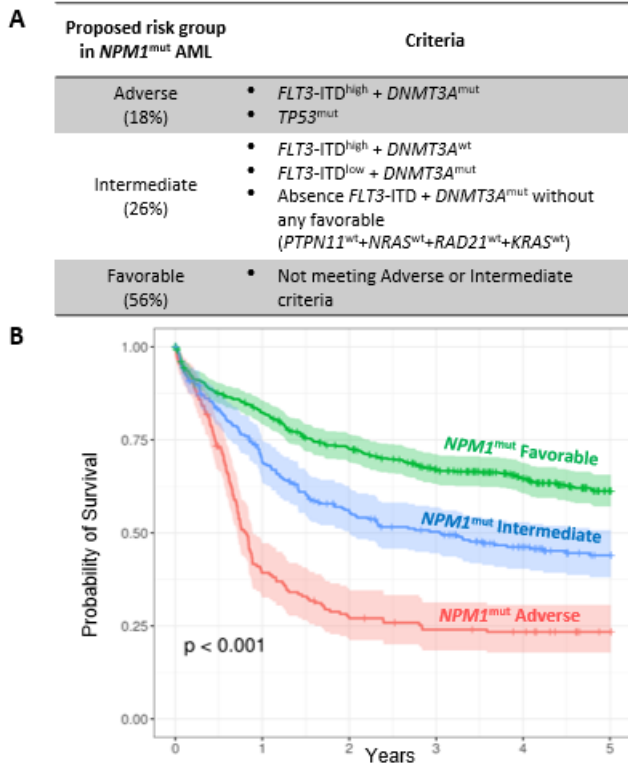 A
Proposed risk group
in NPM1ᵐᵘᵗ AML
Criteria
Adverse
(18%)
• FLT3-ITDʰⁱᵍʰ + DNMT3Aᵐᵘᵗ
• TP53ᵐᵘᵗ
Intermediate
(26%)
• FLT3-ITDʰⁱᵍʰ + DNMT3Aʷᵗ
• FLT3-ITDˡᵒʷ + DNMT3Aᵐᵘᵗ
• Absence FLT3-ITD + DNMT3Aᵐᵘᵗ without
any favorable
(PTPN11ʷᵗ+NRASʷᵗ+RAD21ʷᵗ+KRASʷᵗ)
Favorable
(56%)
• Not meeting Adverse or Intermediate
criteria
B
Probability of Survival
1.00
0.75
0.50
0.25
0.00
NPM1ᵐᵘᵗ Favorable
NPM1ᵐᵘᵗ Intermediate
NPM1ᵐᵘᵗ Adverse
p < 0.001
0 1 2 3 4 5
Years